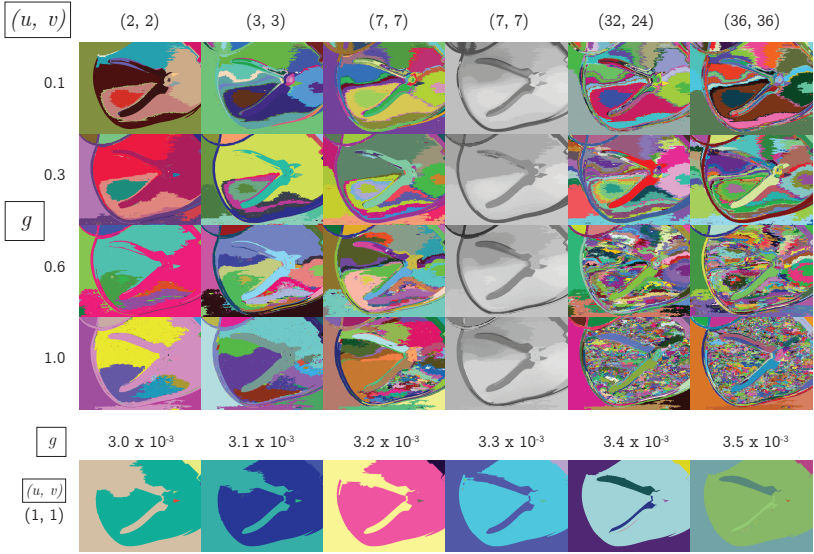 (u, v) (2, 2) (3, 3) (7, 7) (7, 7) (32, 24) (36, 36)
0.1
0.3
g
0.6
1.0
g 3.0 x 10⁻³ 3.1 x 10⁻³ 3.2 x 10⁻³ 3.3 x 10⁻³ 3.4 x 10⁻³ 3.5 x 10⁻³
(u, v)
(1, 1)